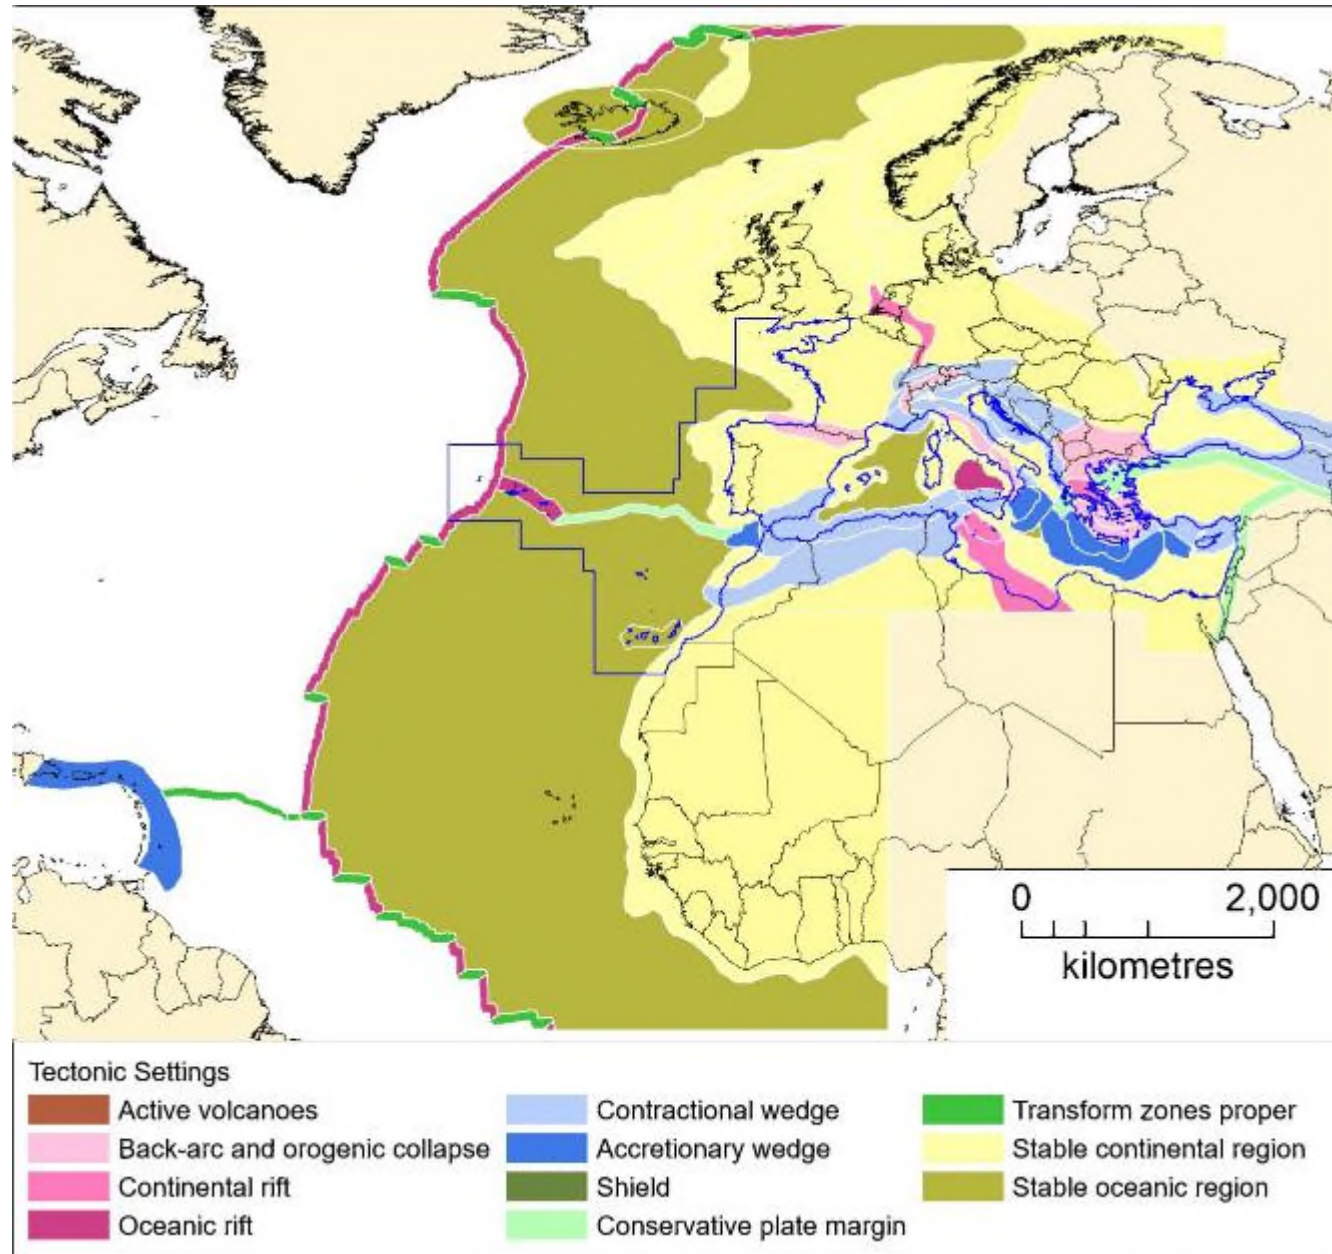 0 2,000
kilometres
Tectonic Settings
Active volcanoes
Back-arc and orogenic collapse
Continental rift
Oceanic rift
Contractional wedge
Accretionary wedge
Shield
Conservative plate margin
Transform zones proper
Stable continental region
Stable oceanic region